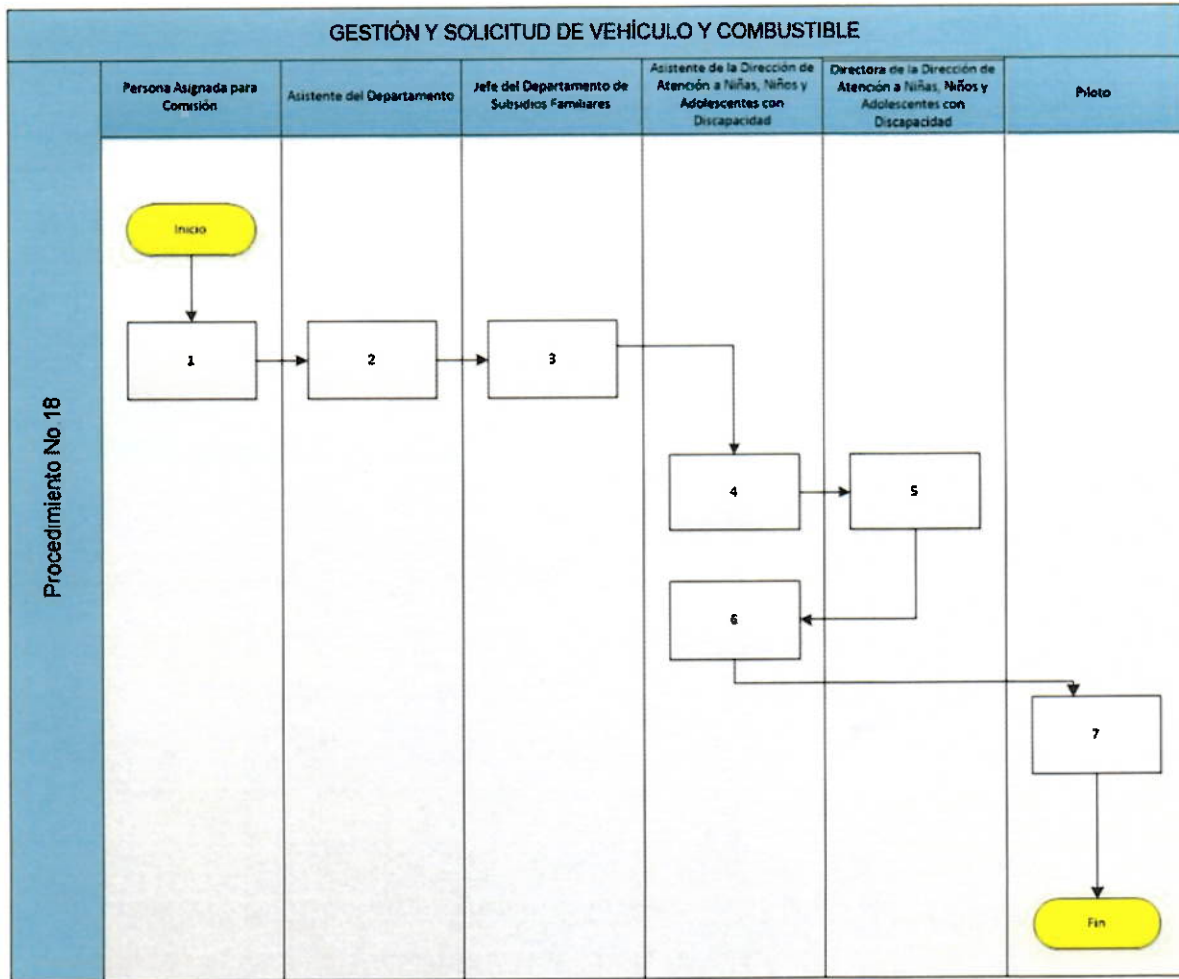 GESTIÓN Y SOLICITUD DE VEHÍCULO Y COMBUSTIBLE
Procedimiento No.18
Persona Asignada para
Comisión
Asistente del Departamento
Jefe del Departamento de
Subsidios Familiares
Asistente de la Dirección de
Atención a Niñas, Niños y
Adolescentes con
Discapacidad
Directora de la Dirección de
Atención a Niñas, Niños y
Adolescentes con
Discapacidad
Piloto
Inicio
1
2
3
4
5
6
7
Fin